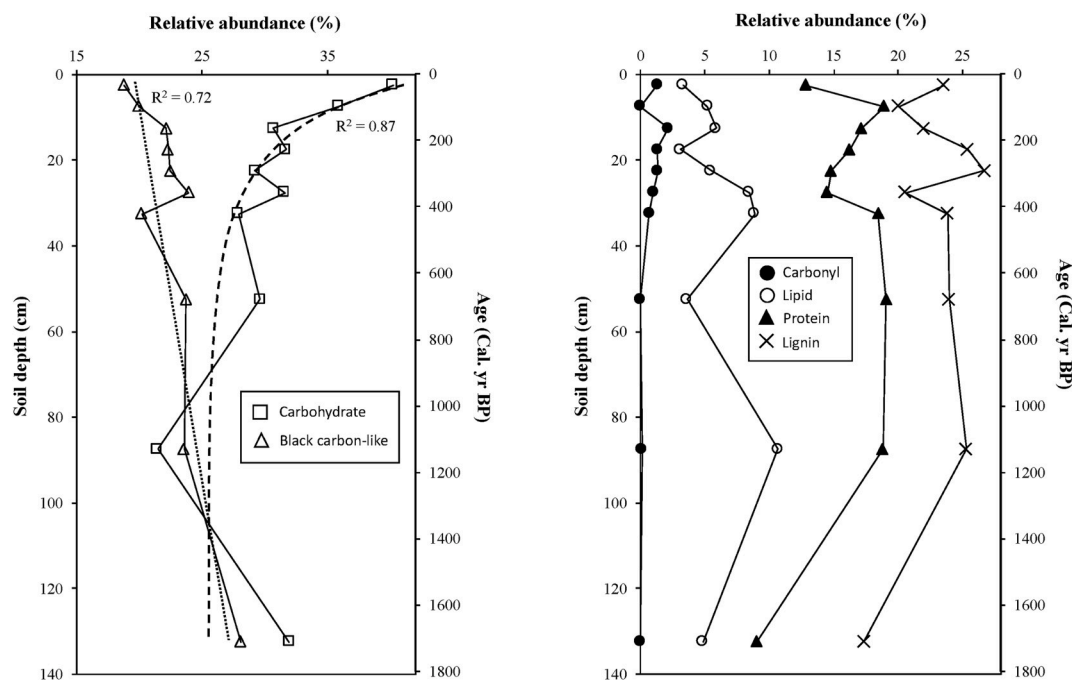 Relative abundance (%)
15 25 35
0
20
40
60
80
100
120
140
Soil depth (cm)
R² = 0.72
R² = 0.87
Carbohydrate
Black carbon-like
0
200
400
600
800
1000
1200
1400
1600
1800
Age (Cal. yr BP)
Relative abundance (%)
0 5 10 15 20 25
0
20
40
60
80
100
120
140
Soil depth (cm)
Carbonyl
Lipid
Protein
Lignin
0
200
400
600
800
1000
1200
1400
1600
1800
Age (Cal. yr BP)